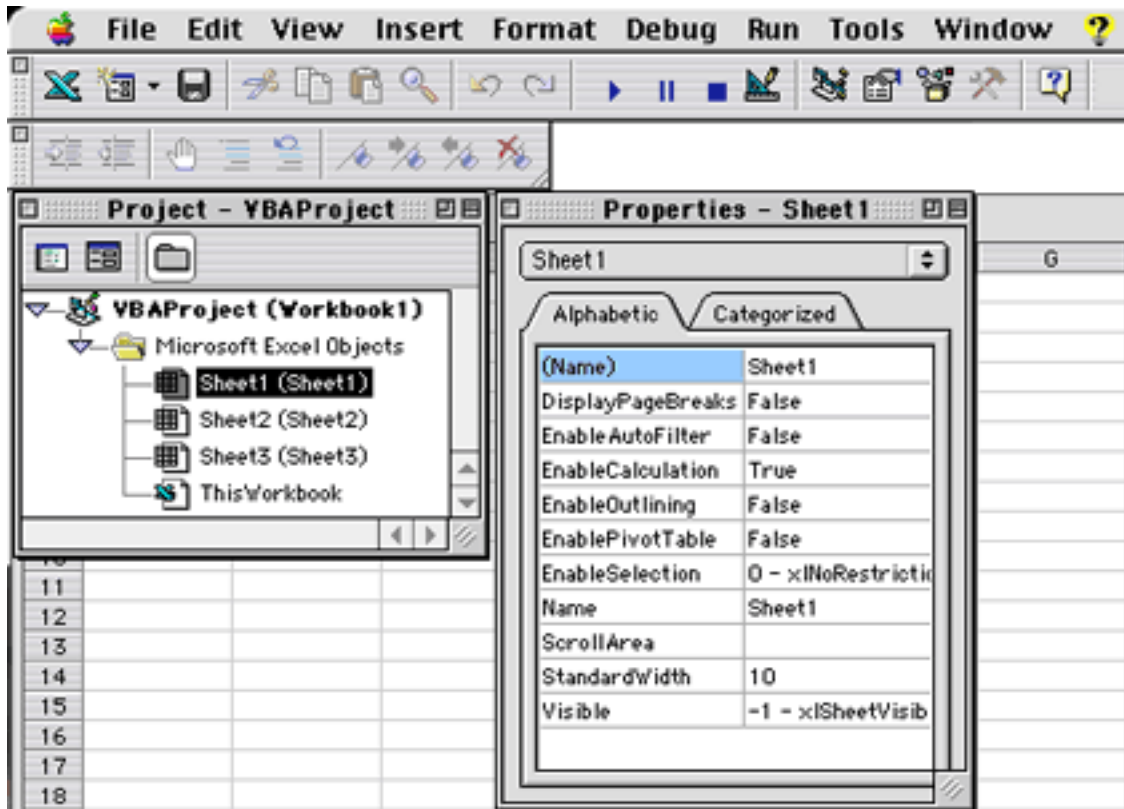 File Edit View Insert Format Debug Run Tools Window ?
Project - VBAProject
VBAProject (Workbook1)
Microsoft Excel Objects
Sheet1 (Sheet1)
Sheet2 (Sheet2)
Sheet3 (Sheet3)
ThisWorkbook
Properties - Sheet1
Sheet1
Alphabetic Categorized
(Name) Sheet1
DisplayPageBreaks False
EnableAutoFilter False
EnableCalculation True
EnableOutlining False
EnablePivotTable False
EnableSelection 0 - xlNoRestrictic
Name Sheet1
ScrollArea
StandardWidth 10
Visible -1 - xlSheetVisib
G
11
12
13
14
15
16
17
18